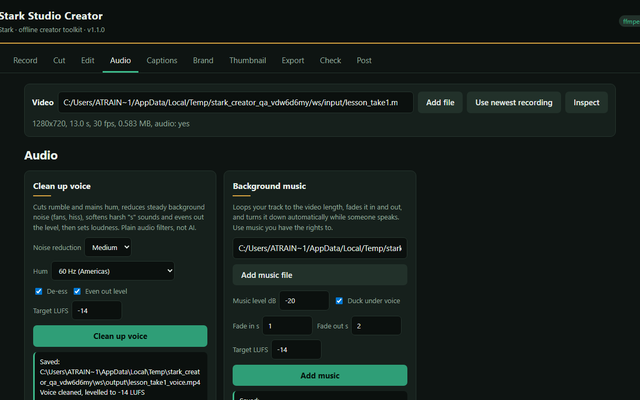 Stark Studio Creator
Stark · offline creator toolkit · v1.1.0
Record Cut Edit Audio Captions Brand Thumbnail Export Check Post
Video C:/Users/ATRAIN~1/AppData/Local/Temp/stark_creator_qa_vdw6d6my/ws/input/lesson_take1.m Add file Use newest recording Inspect
1280x720, 13.0 s, 30 fps, 0.583 MB, audio: yes
Audio
Clean up voice
Cuts rumble and mains hum, reduces steady background
noise (fans, hiss), softens harsh "s" sounds and evens out
the level, then sets loudness. Plain audio filters, not AI.
Noise reduction Medium
Hum 60 Hz (Americas)
De-ess Even out level
Target LUFS -14
Clean up voice
Saved:
C:\Users\ATRAIN~1\AppData\Local\Temp\stark_creat
or_qa_vdw6d6my\ws\output\lesson_take1_voice.mp4
Voice cleaned, levelled to -14 LUFS
Background music
Loops your track to the video length, fades it in and out,
and turns it down automatically while someone speaks.
Use music you have the rights to.
C:/Users/ATRAIN~1/AppData/Local/Temp/stark
Add music file
Music level dB -20 Duck under voice
Fade in s 1 Fade out s 2
Target LUFS -14
Add music
Saved: